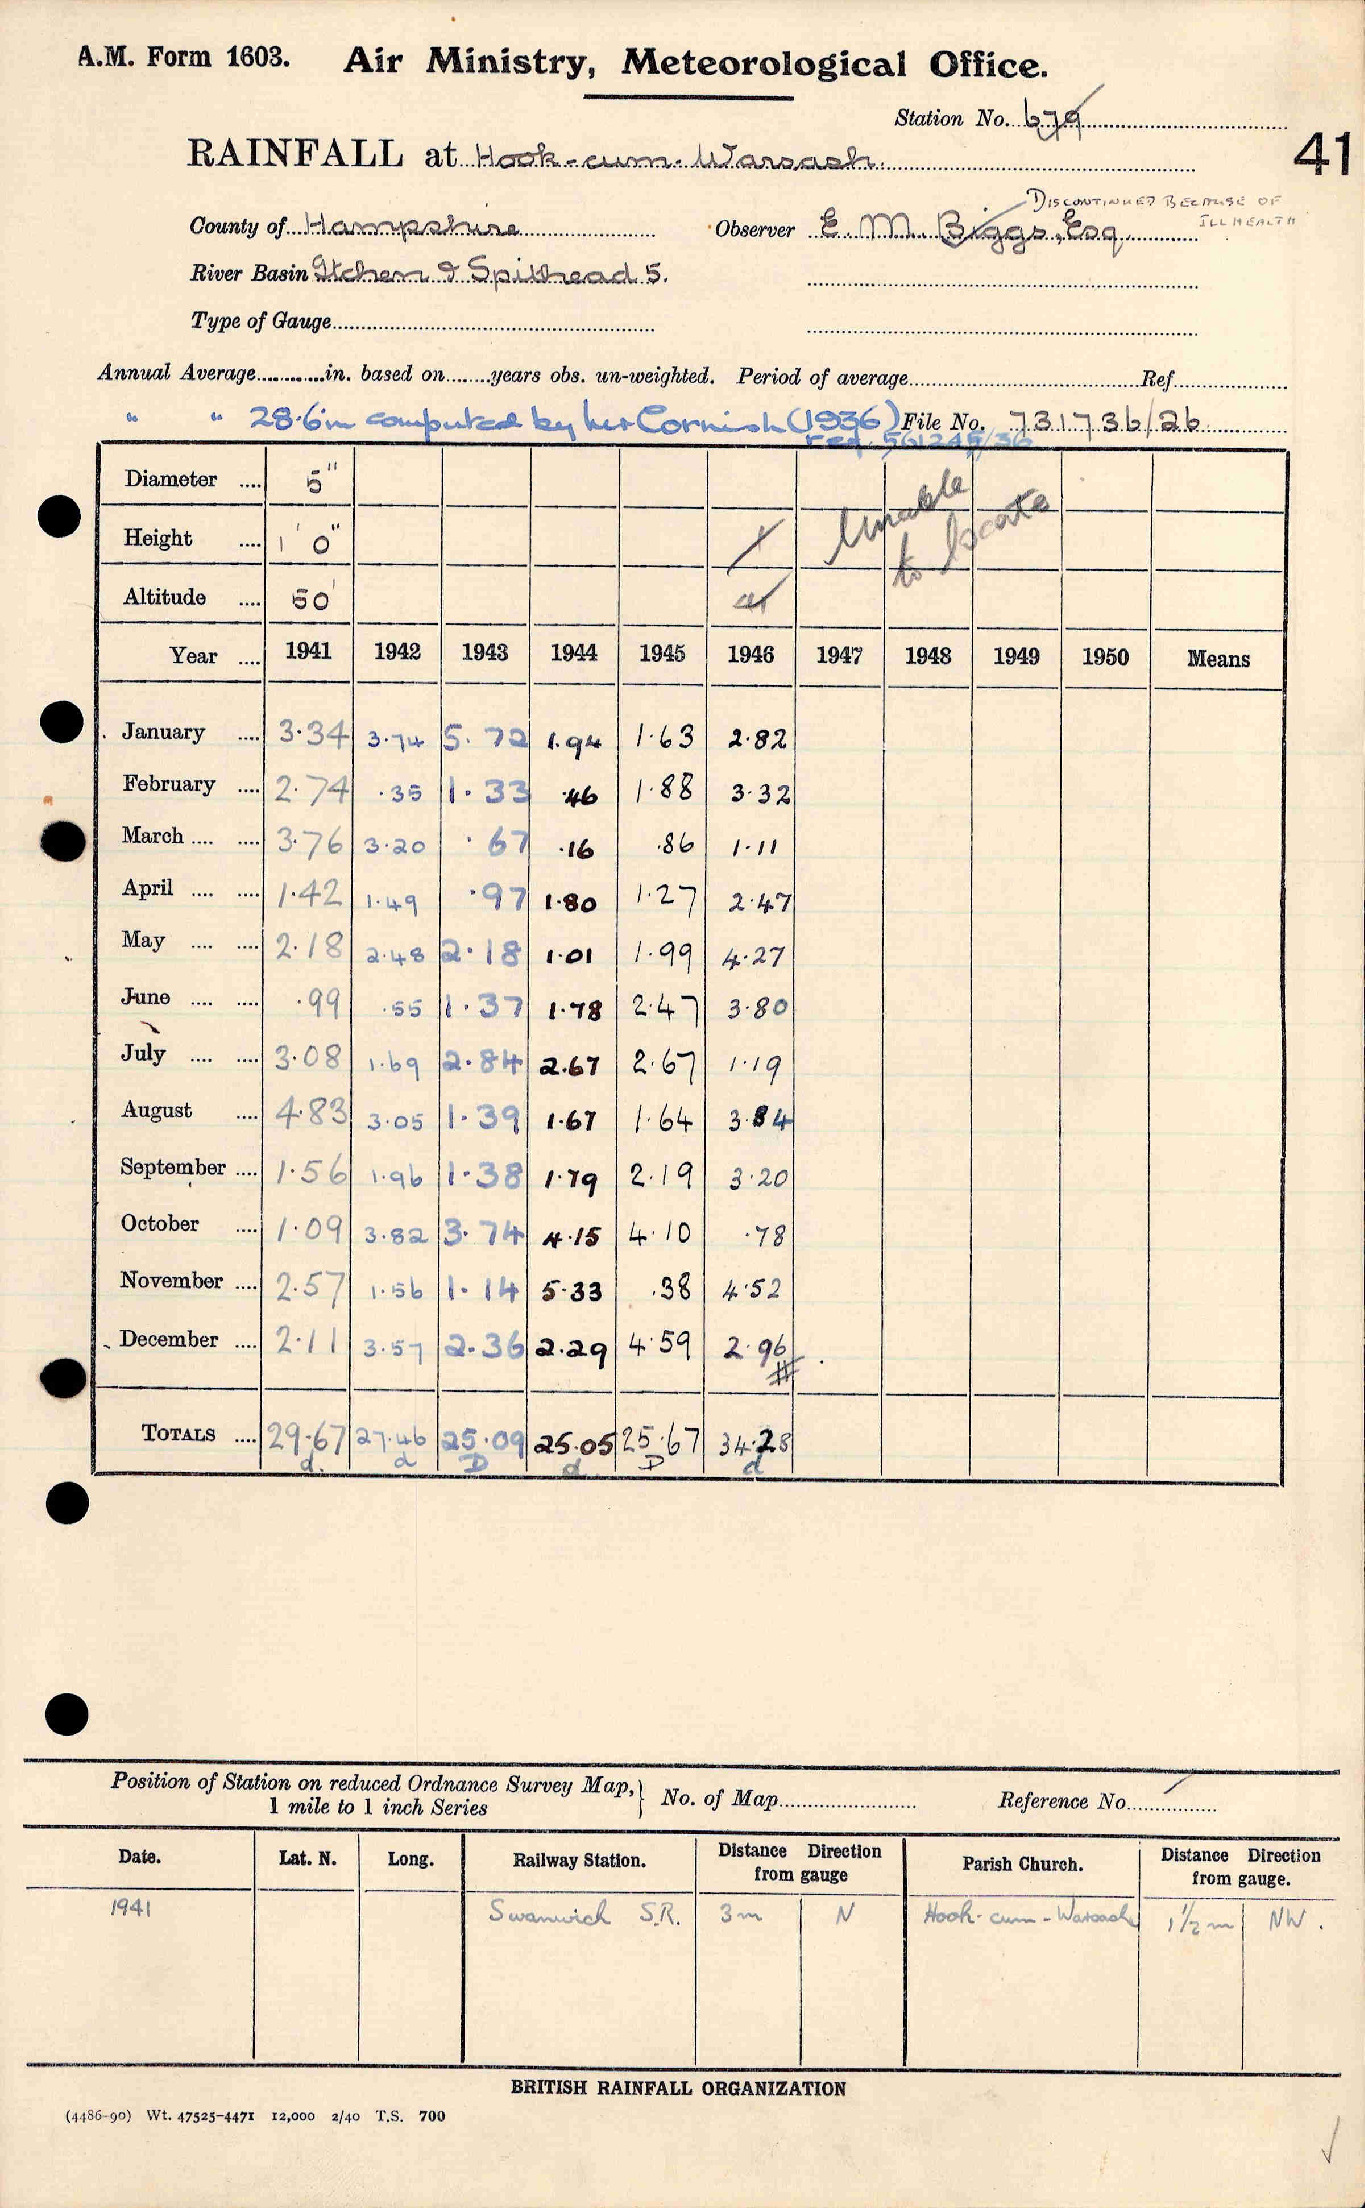 A.M. Form 1603. Air Ministry, Meteorological Office.
Station No. 679
RAINFALL at Hook-cum-Warsash. 41
DISCONTINUED BECAUSE OF
ILL HEALTH
County of Hampshire Observer E. M. Biggs, Esq
River Basin Itchen & Spithead 5.
Type of Gauge
Annual Average in. based on years obs. un-weighted. Period of average Ref.
" " 28.6in computed by Cornish (1936) File No. 731736/26
Diameter .... 5"
Unable to locate
Height .... 1' 0"
Altitude .... 50'
Year .... 1941 1942 1943 1944 1945 1946 1947 1948 1949 1950 Means
January .... 3.34 3.74 5.72 1.94 1.63 2.82
February .... 2.74 .35 1.33 .46 1.88 3.32
March .... .... 3.76 3.20 .67 .16 .86 1.11
April .... .... 1.42 1.49 .97 1.80 1.27 2.47
May .... .... 2.18 2.48 2.18 1.01 1.99 4.27
June .... .... .99 .55 1.37 1.78 2.47 3.80
July .... .... 3.08 1.69 2.84 2.67 2.67 1.19
August .... 4.83 3.05 1.39 1.67 1.64 3.84
September .... 1.56 1.96 1.38 1.79 2.19 3.20
October .... 1.09 3.82 3.74 4.15 4.10 .78
November .... 2.57 1.56 1.14 5.33 .38 4.52
December .... 2.11 3.57 2.36 2.29 4.59 2.96
TOTALS .... 29.67 27.46 25.09 25.05 25.67 34.28
d. d D d D d
Position of Station on reduced Ordnance Survey Map, 1 mile to 1 inch Series } No. of Map Reference No.
Date. Lat. N. Long. Railway Station. Distance Direction from gauge Parish Church. Distance Direction from gauge.
1941 Swanwick S.R. 3m N Hook-cum-Warsash 1½m NW.
BRITISH RAINFALL ORGANIZATION
(4486-90) Wt. 47525-4471 12,000 2/40 T.S. 700